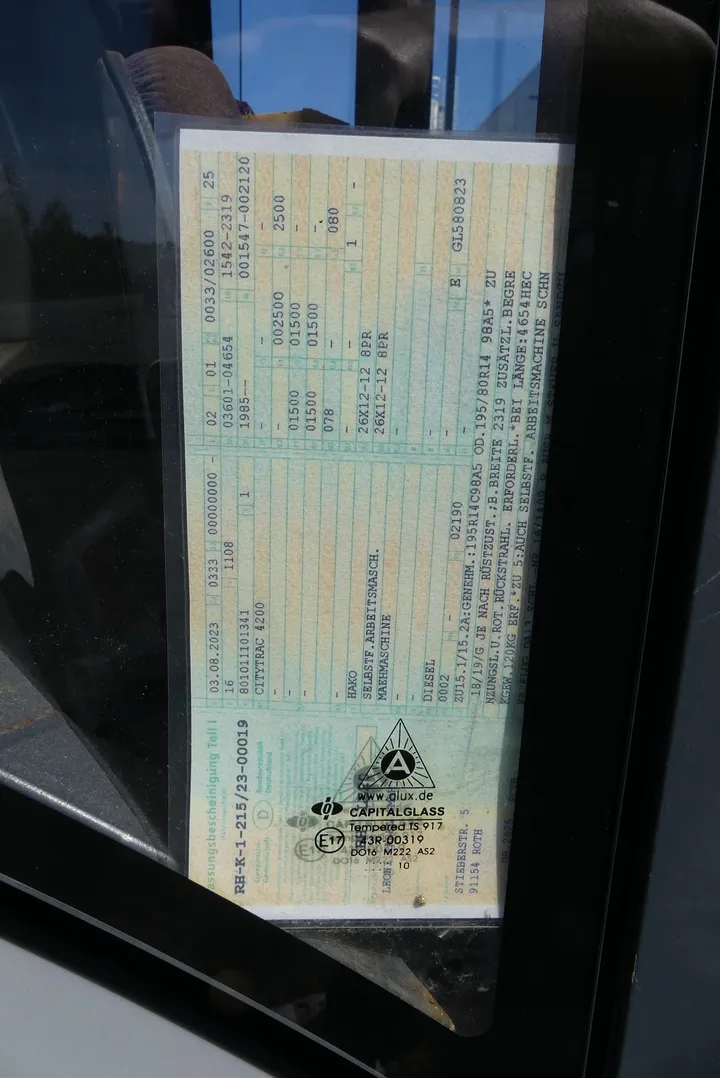 assungsbescheinigung Teil I
RH-K-1-215/23-00019
Deutschland
03.08.2023 0333 00000000 -
16 - 1108
801011101341 1
CITYTRAC 4200
-
-
-
-
HAKO
SELBSTF.ARBEITSMASCH.
MAEHMASCHINE
-
-
DIESEL
0002 -
02190
02 01 0033/02600 25
03601-04654 1542-2319
1985-- 001547-002120
- - -
- 002500 2500
01500 01500 -
01500 01500 -
078 - 080
- - 1 -
26X12-12 8PR
26X12-12 8PR
-
-
-
- E GL580823
ZU15.1/15.2A:GENEHM.:195R14C98A5 OD.195/80R14 98A5* ZU
18/19/G JE NACH RÜSTZUST.;B.BREITE 2319 ZUSÄTZL.BEGRE
NZUNGSL.U.ROT.RÜCKSTRAHL. ERFORDERL.*BEI LÄNGE:4654HEC
120KG ERF.*ZU 5:AUCH SELBSTF. ARBEITSMASCHINE SCHN
STIEBERSTR. 5
91154 ROTH
A
www.alux.de
CAPITALGLASS
Tempered TS 917
E17 43R-00319
DOT6 M222 AS2
10